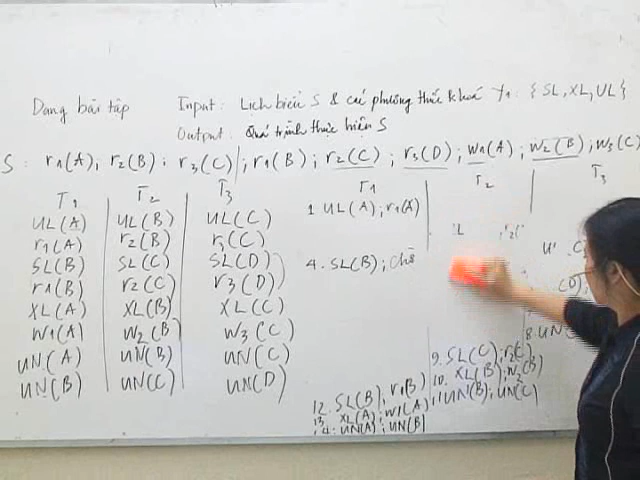 Dạng bài tập Input: Lịch biểu S & các phương thức khoá γ1: {SL, XL, UL}
Output: Quá trình thực hiện S
S: r1(A); r2(B); r3(C); r1(B); r2(C); r3(D); w1(A); w2(B); w3(C)
T1 T2 T3 T1 T2 T3
UL(A) UL(B) UL(C) 1 UL(A); r1(A)
r1(A) r2(B) r3(C)
SL(B) SL(C) SL(D) 4. SL(B); chờ
r1(B) r2(C) r3(D)
XL(A) XL(B) XL(C)
w1(A) w2(B) w3(C) 8. UN
UN(A) UN(B) UN(C) 9. SL(C); r2(C)
UN(B) UN(C) UN(D) 10. XL(B); w2(B)
12. SL(B); r1(B) 11 UN(B); UN(C)
13. XL(A); w1(A)
14. UN(A); UN(B)